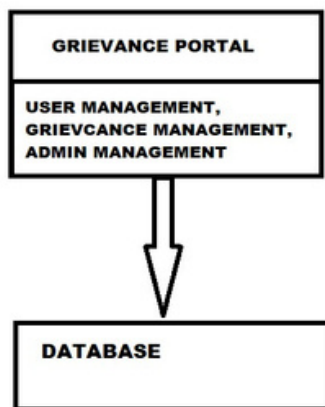 GRIEVANCE PORTAL
USER MANAGEMENT,
GRIEVCANCE MANAGEMENT,
ADMIN MANAGEMENT
DATABASE